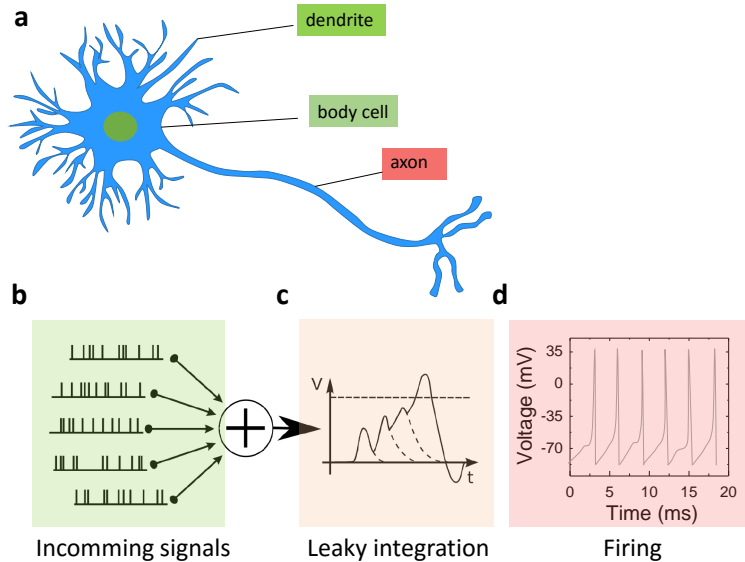 a
dendrite
body cell
axon
b
c
d
V
t
Voltage (mV)
35
0
-35
-70
0 5 10 15 20
Time (ms)
Incomming signals
Leaky integration
Firing